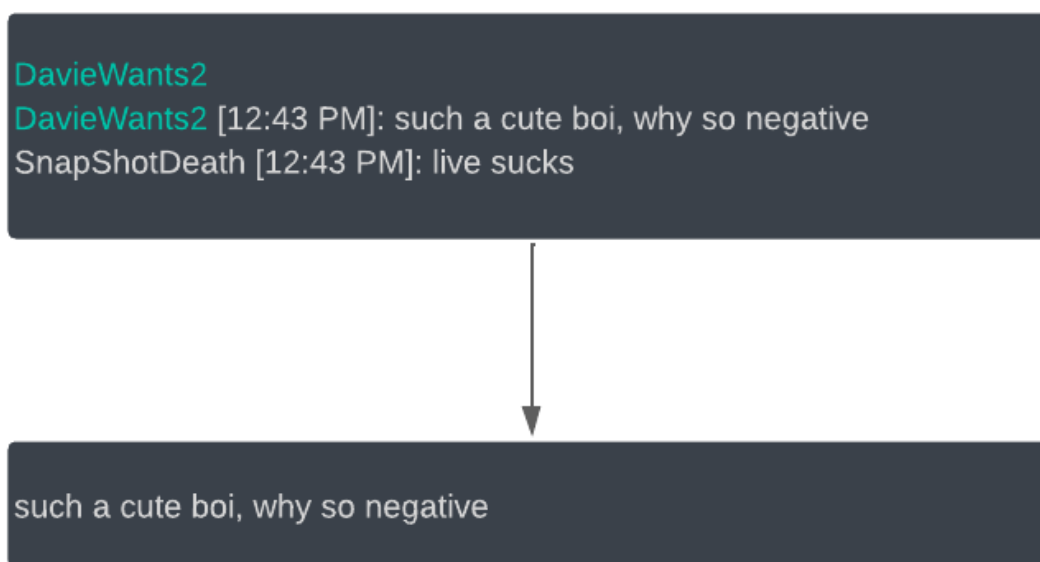 DavieWants2
DavieWants2 [12:43 PM]: such a cute boi, why so negative
SnapShotDeath [12:43 PM]: live sucks
such a cute boi, why so negative